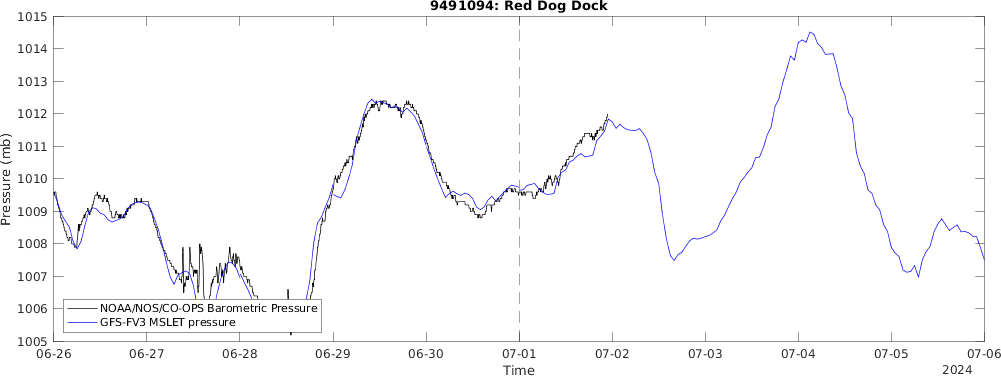 9491094: Red Dog Dock
Pressure (mb)
1015
1014
1013
1012
1011
1010
1009
1008
1007
1006
1005
NOAA/NOS/CO-OPS Barometric Pressure
GFS-FV3 MSLET pressure
06-26 06-27 06-28 06-29 06-30 07-01 07-02 07-03 07-04 07-05 07-06
Time
2024